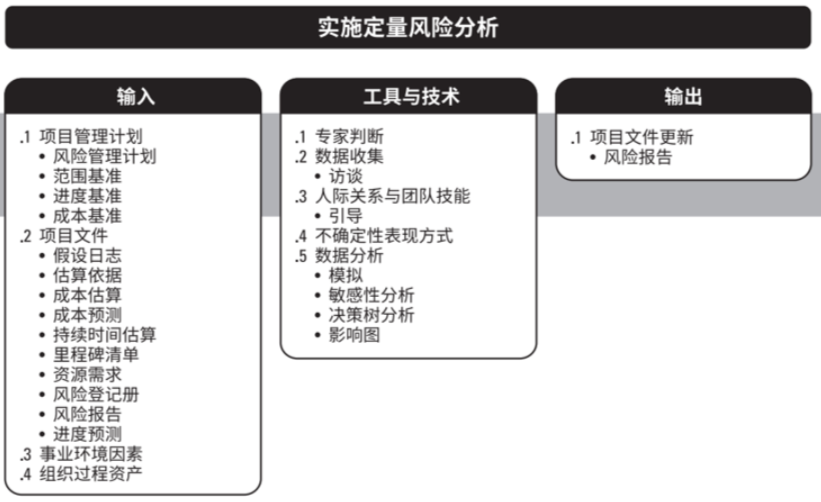 实施定量风险分析
输入
.1 项目管理计划
• 风险管理计划
• 范围基准
• 进度基准
• 成本基准
.2 项目文件
• 假设日志
• 估算依据
• 成本估算
• 成本预测
• 持续时间估算
• 里程碑清单
• 资源需求
• 风险登记册
• 风险报告
• 进度预测
.3 事业环境因素
.4 组织过程资产
工具与技术
.1 专家判断
.2 数据收集
• 访谈
.3 人际关系与团队技能
• 引导
.4 不确定性表现方式
.5 数据分析
• 模拟
• 敏感性分析
• 决策树分析
• 影响图
输出
.1 项目文件更新
• 风险报告